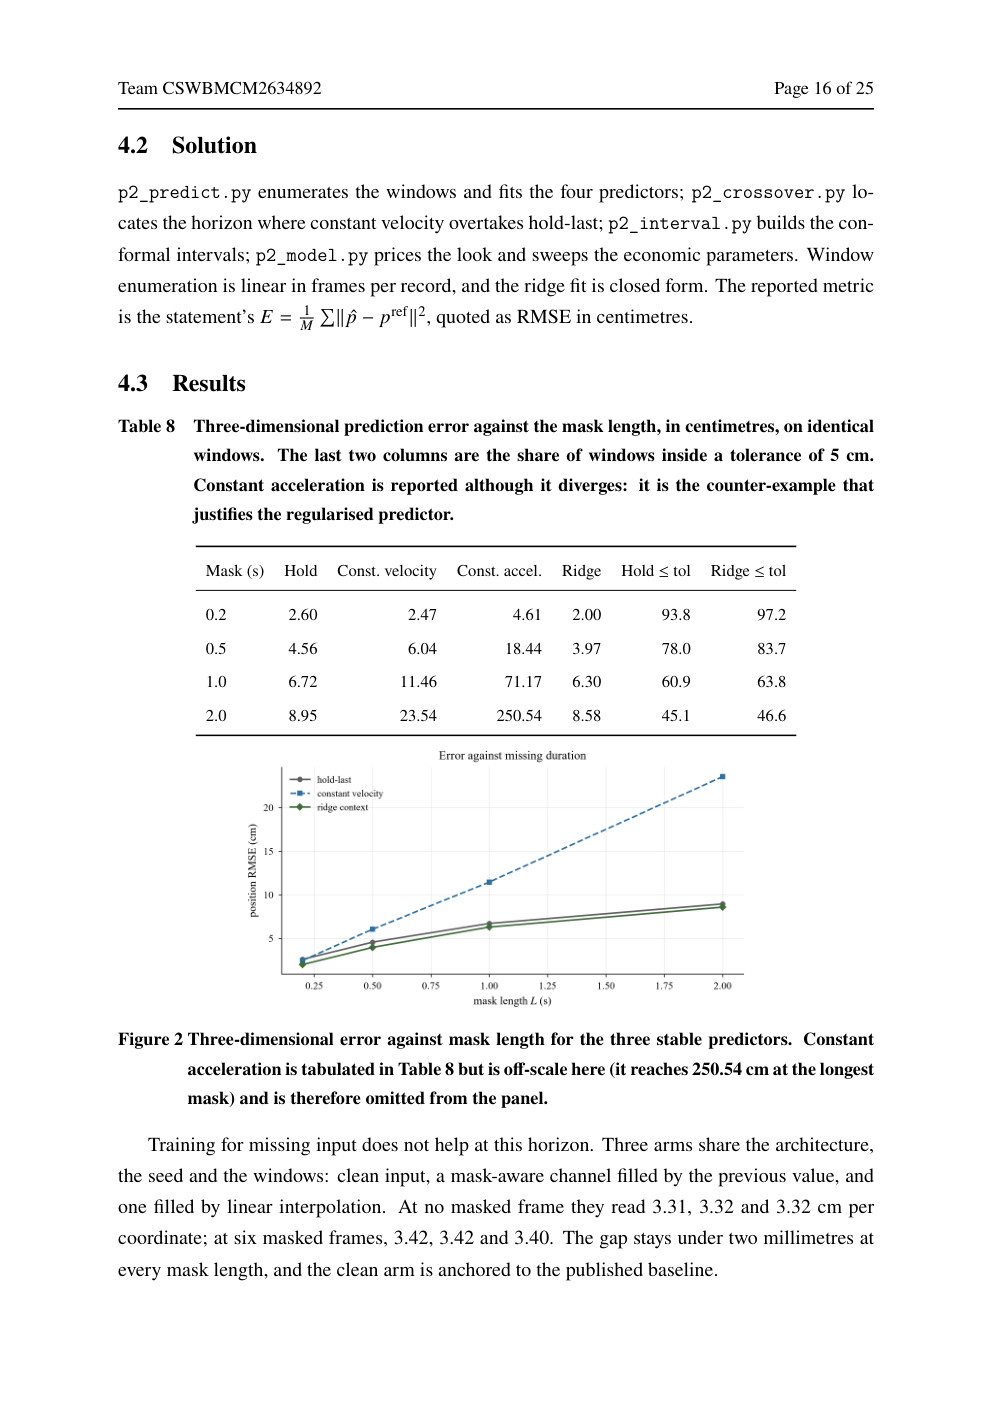 Team CSWBMCM2634892 Page 16 of 25
4.2 Solution
p2_predict.py enumerates the windows and fits the four predictors; p2_crossover.py lo-
cates the horizon where constant velocity overtakes hold-last; p2_interval.py builds the con-
formal intervals; p2_model.py prices the look and sweeps the economic parameters. Window
enumeration is linear in frames per record, and the ridge fit is closed form. The reported metric
is the statement's E = 1/M ∑‖p̂ − p^ref‖², quoted as RMSE in centimetres.
4.3 Results
Table 8 Three-dimensional prediction error against the mask length, in centimetres, on identical
windows. The last two columns are the share of windows inside a tolerance of 5 cm.
Constant acceleration is reported although it diverges: it is the counter-example that
justifies the regularised predictor.
Mask (s) Hold Const. velocity Const. accel. Ridge Hold ≤ tol Ridge ≤ tol
0.2 2.60 2.47 4.61 2.00 93.8 97.2
0.5 4.56 6.04 18.44 3.97 78.0 83.7
1.0 6.72 11.46 71.17 6.30 60.9 63.8
2.0 8.95 23.54 250.54 8.58 45.1 46.6
Error against missing duration
hold-last
constant velocity
ridge context
20
15
10
5
position RMSE (cm)
0.25 0.50 0.75 1.00 1.25 1.50 1.75 2.00
mask length L (s)
Figure 2 Three-dimensional error against mask length for the three stable predictors. Constant
acceleration is tabulated in Table 8 but is off-scale here (it reaches 250.54 cm at the longest
mask) and is therefore omitted from the panel.
Training for missing input does not help at this horizon. Three arms share the architecture,
the seed and the windows: clean input, a mask-aware channel filled by the previous value, and
one filled by linear interpolation. At no masked frame they read 3.31, 3.32 and 3.32 cm per
coordinate; at six masked frames, 3.42, 3.42 and 3.40. The gap stays under two millimetres at
every mask length, and the clean arm is anchored to the published baseline.